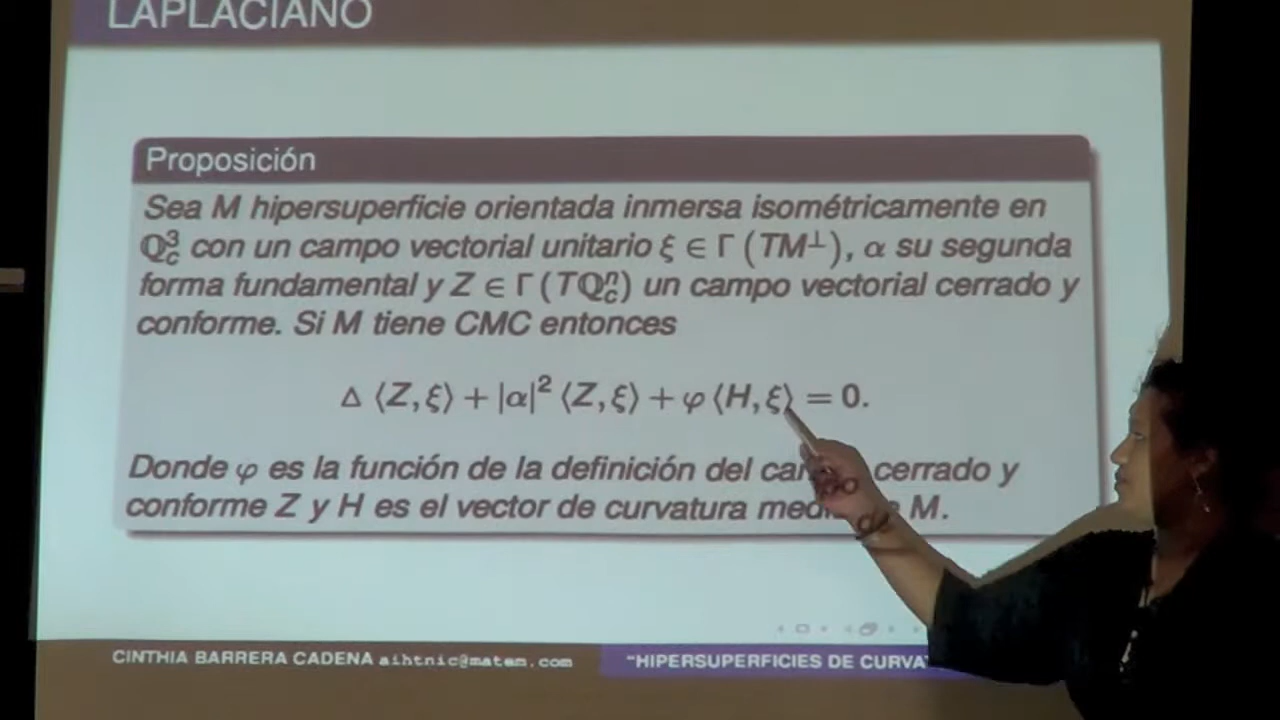 LAPLACIANO
Proposición
Sea M hipersuperficie orientada inmersa isométricamente en
ℚ³_c con un campo vectorial unitario ξ ∈ Γ (TM⊥), α su segunda
forma fundamental y Z ∈ Γ (Tℚⁿ_c) un campo vectorial cerrado y
conforme. Si M tiene CMC entonces
Δ ⟨Z, ξ⟩ + |α|² ⟨Z, ξ⟩ + φ ⟨H, ξ⟩ = 0.
Donde φ es la función de la definición del cerrado y
conforme Z y H es el vector de curvatura M.
CINTHIA BARRERA CADENA aihtnic@matem.com "HIPERSUPERFICIES DE